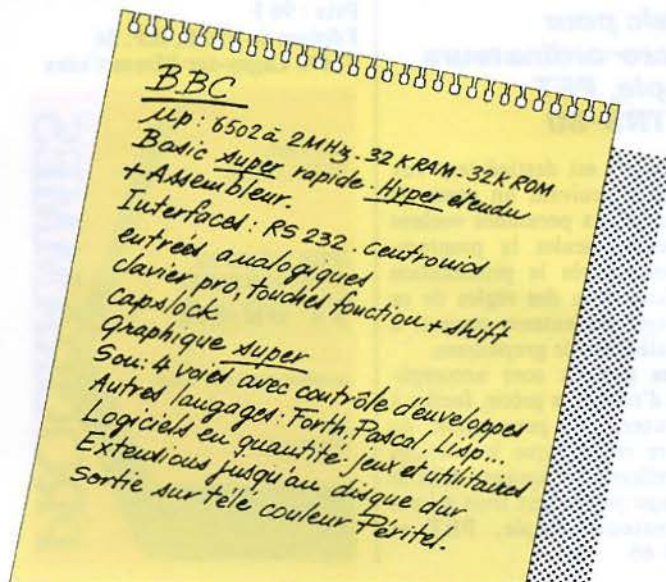 BBC
µp: 6502 à 2MHz - 32K RAM - 32K ROM
Basic super rapide - Hyper étendu
+ Assembleur.
Interfaces: RS 232 - Centronics
entrées analogiques
clavier pro, touches fonction + shift
capslock
Graphique super
Son: 4 voies avec contrôle d'enveloppes
Autres langages: Forth, Pascal, Lisp...
Logiciels en quantité - jeux et utilitaires
Extensions jusqu'au disque dur
Sortie sur télé couleur Péritel.